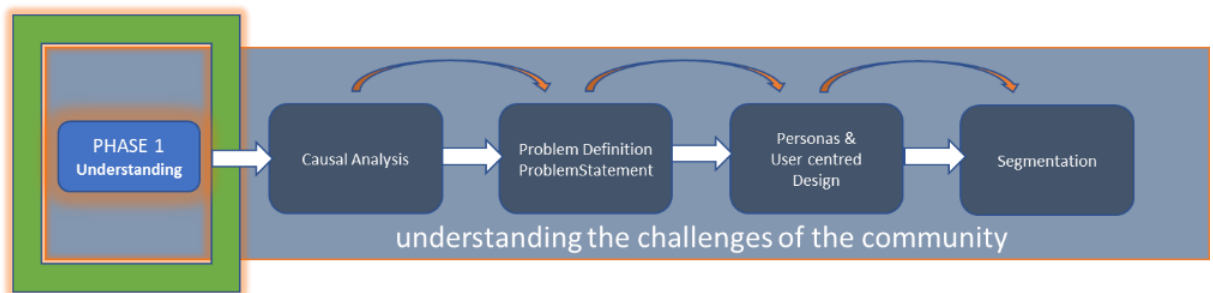 PHASE 1
Understanding
Causal Analysis
Problem Definition
ProblemStatement
Personas &
User centred
Design
Segmentation
understanding the challenges of the community